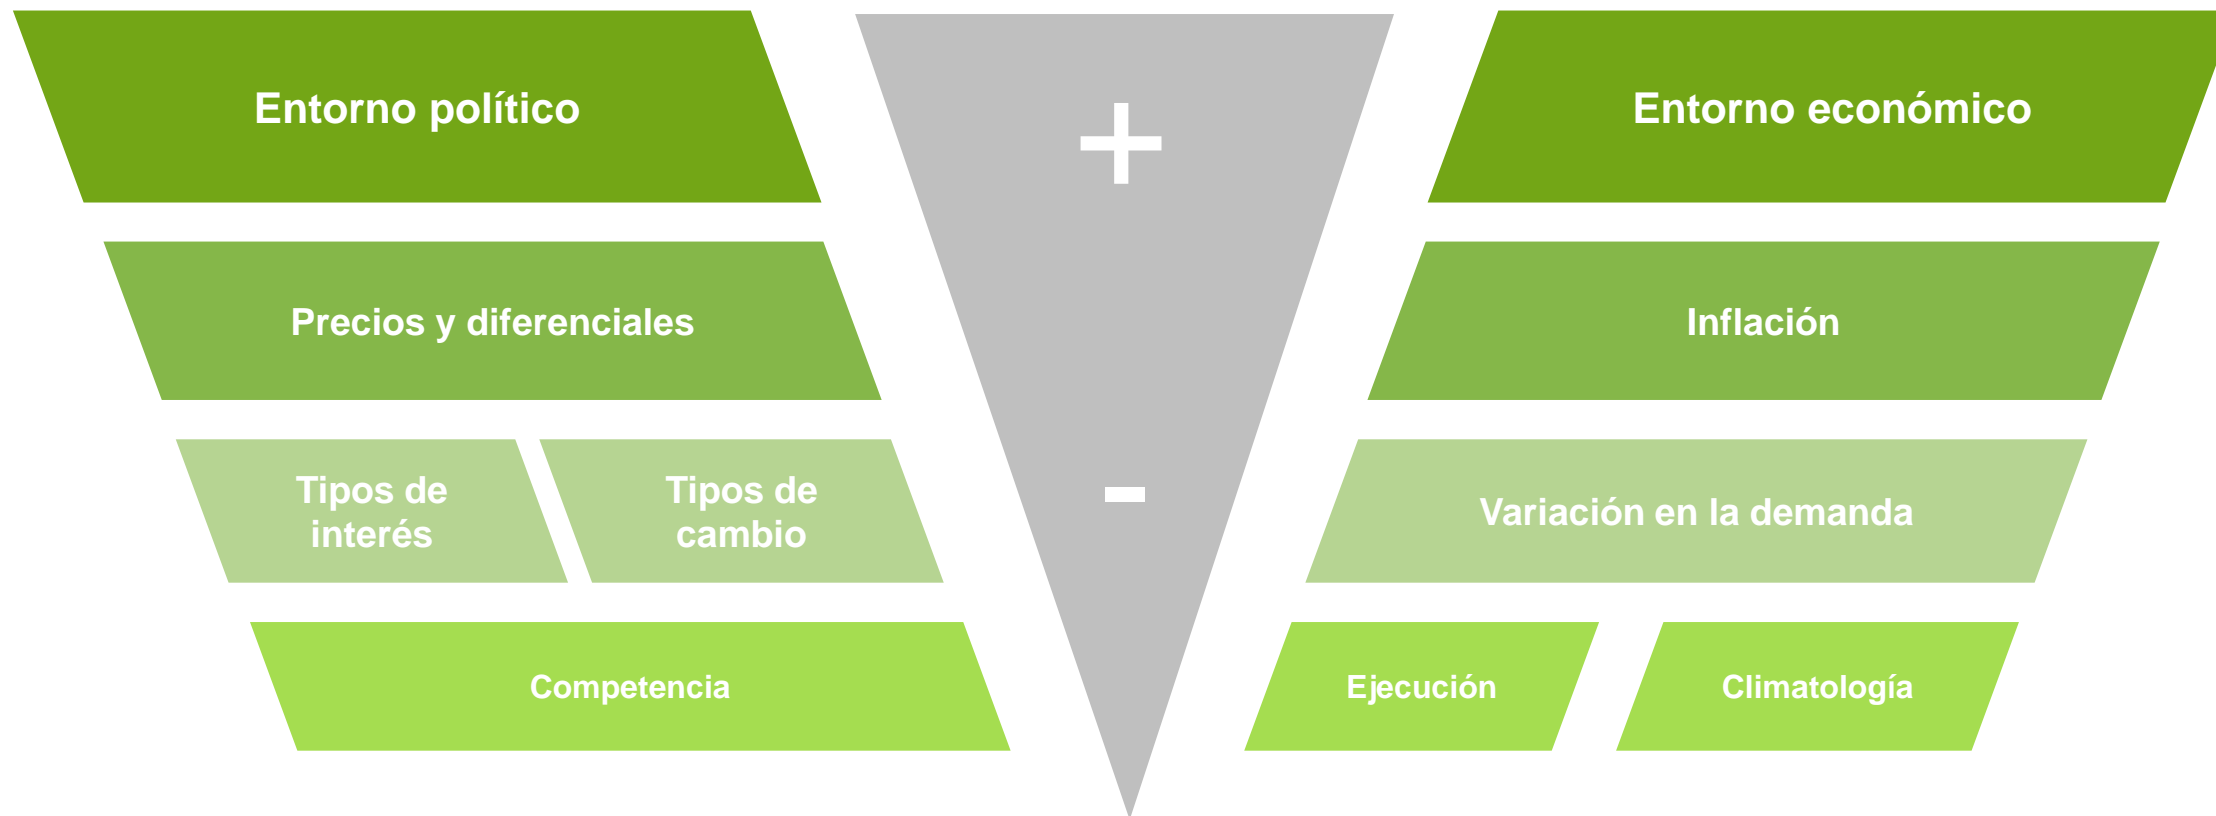 Entorno político
+
Entorno económico
Precios y diferenciales
Inflación
Tipos de
interés
Tipos de
cambio
-
Variación en la demanda
Competencia
Ejecución
Climatología